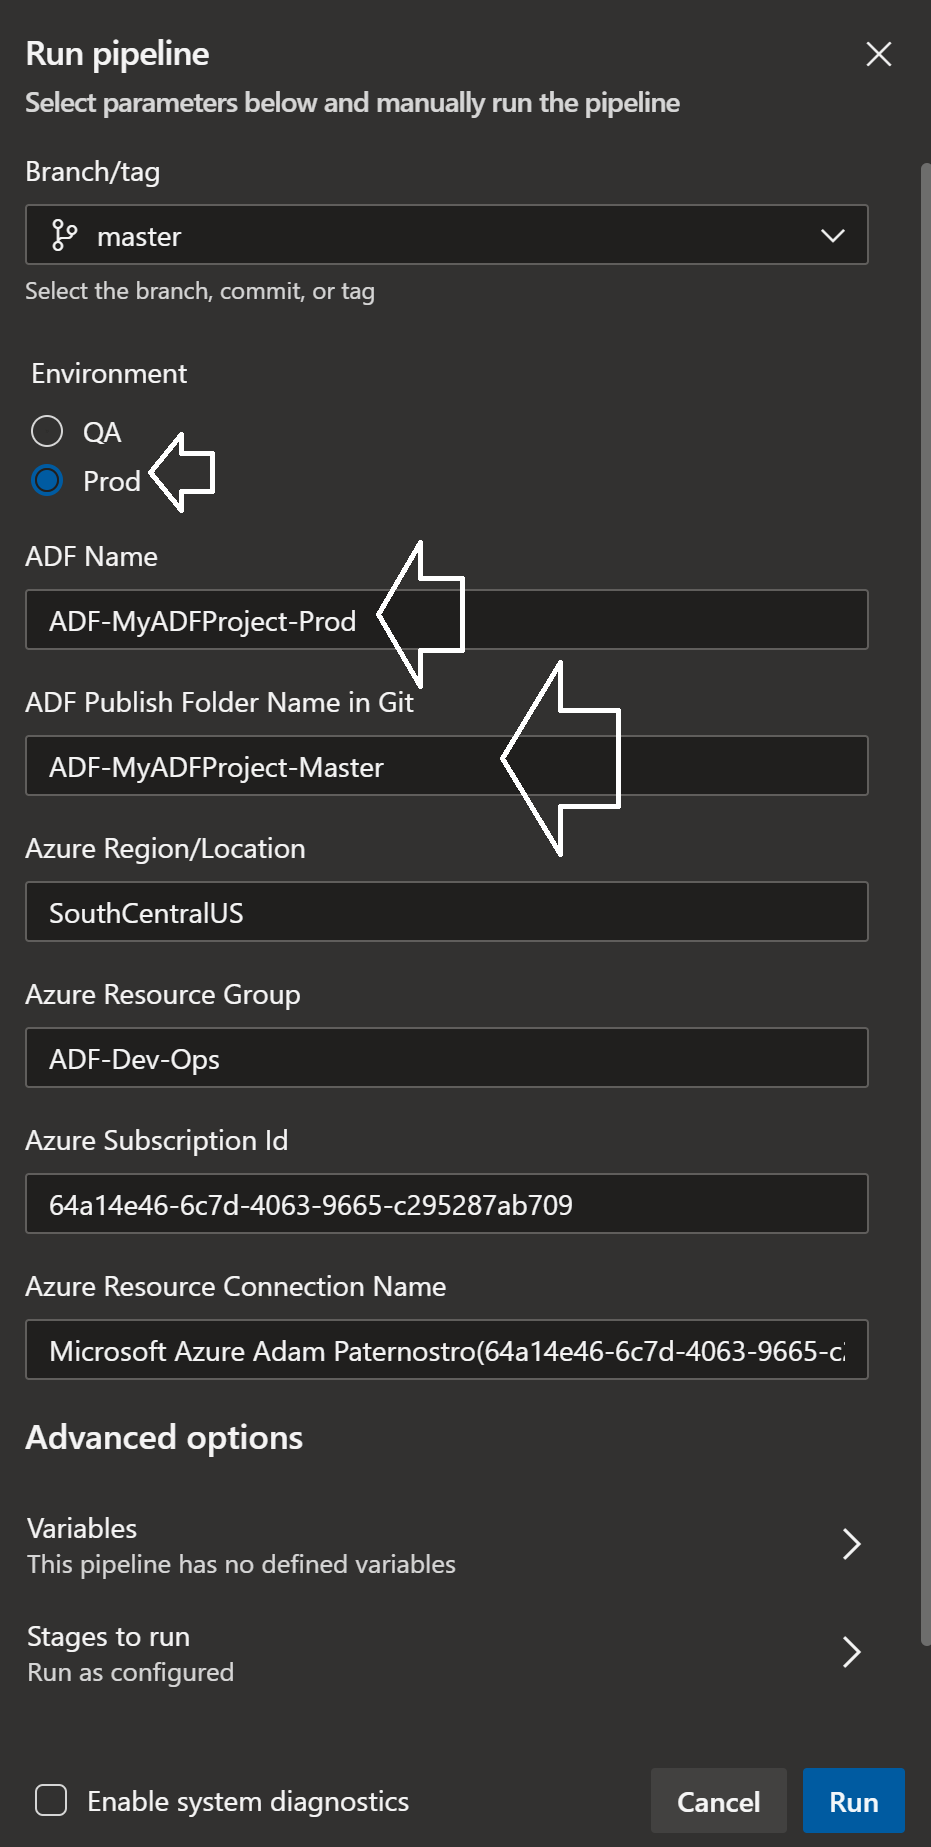 Run pipeline
Select parameters below and manually run the pipeline
Branch/tag
master
Select the branch, commit, or tag
Environment
QA
Prod
ADF Name
ADF-MyADFProject-Prod
ADF Publish Folder Name in Git
ADF-MyADFProject-Master
Azure Region/Location
SouthCentralUS
Azure Resource Group
ADF-Dev-Ops
Azure Subscription Id
64a14e46-6c7d-4063-9665-c295287ab709
Azure Resource Connection Name
Microsoft Azure Adam Paternostro(64a14e46-6c7d-4063-9665-c2
Advanced options
Variables
This pipeline has no defined variables
Stages to run
Run as configured
Enable system diagnostics
Cancel
Run